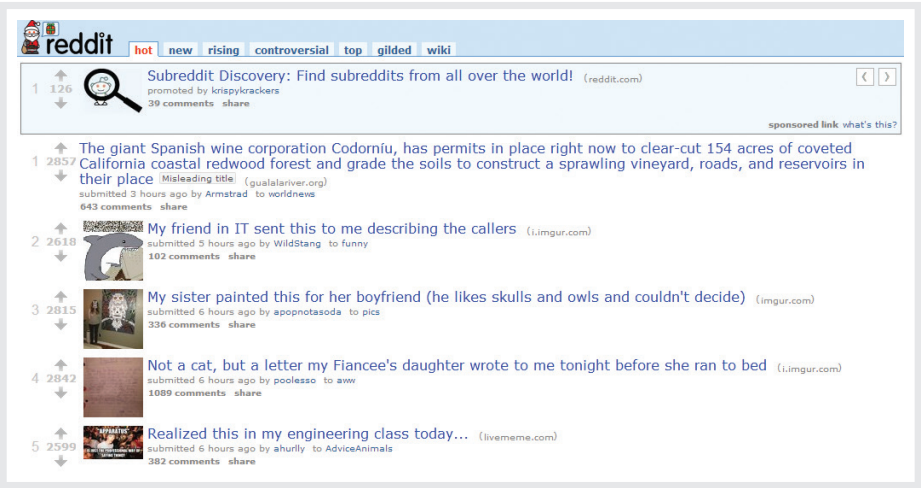 reddit hot new rising controversial top gilded wiki
1 126 Subreddit Discovery: Find subreddits from all over the world! (reddit.com)
promoted by krispykrackers
39 comments share
sponsored link what's this?
1 2857 The giant Spanish wine corporation Codorníu, has permits in place right now to clear-cut 154 acres of coveted
California coastal redwood forest and grade the soils to construct a sprawling vineyard, roads, and reservoirs in
their place Misleading title (gualalariver.org)
submitted 3 hours ago by Armstrad to worldnews
643 comments share
2 2618 My friend in IT sent this to me describing the callers (i.imgur.com)
submitted 5 hours ago by WildStang to funny
102 comments share
3 2815 My sister painted this for her boyfriend (he likes skulls and owls and couldn't decide) (imgur.com)
submitted 6 hours ago by apopnotasoda to pics
336 comments share
4 2842 Not a cat, but a letter my Fiancee's daughter wrote to me tonight before she ran to bed (i.imgur.com)
submitted 6 hours ago by poolesso to aww
1089 comments share
5 2599 Realized this in my engineering class today... (livememe.com)
submitted 6 hours ago by ahurlly to AdviceAnimals
382 comments share
"APPARATUS"